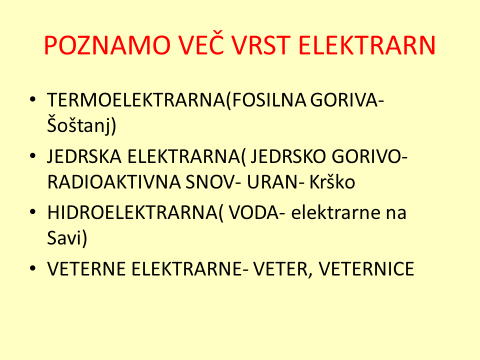 POZNAMO VEČ VRST ELEKTRARN
• TERMOELEKTRARNA(FOSILNA GORIVA-
Šoštanj)
• JEDRSKA ELEKTRARNA( JEDRSKO GORIVO-
RADIOAKTIVNA SNOV- URAN- Krško
• HIDROELEKTRARNA( VODA- elektrarne na
Savi)
• VETERNE ELEKTRARNE- VETER, VETERNICE